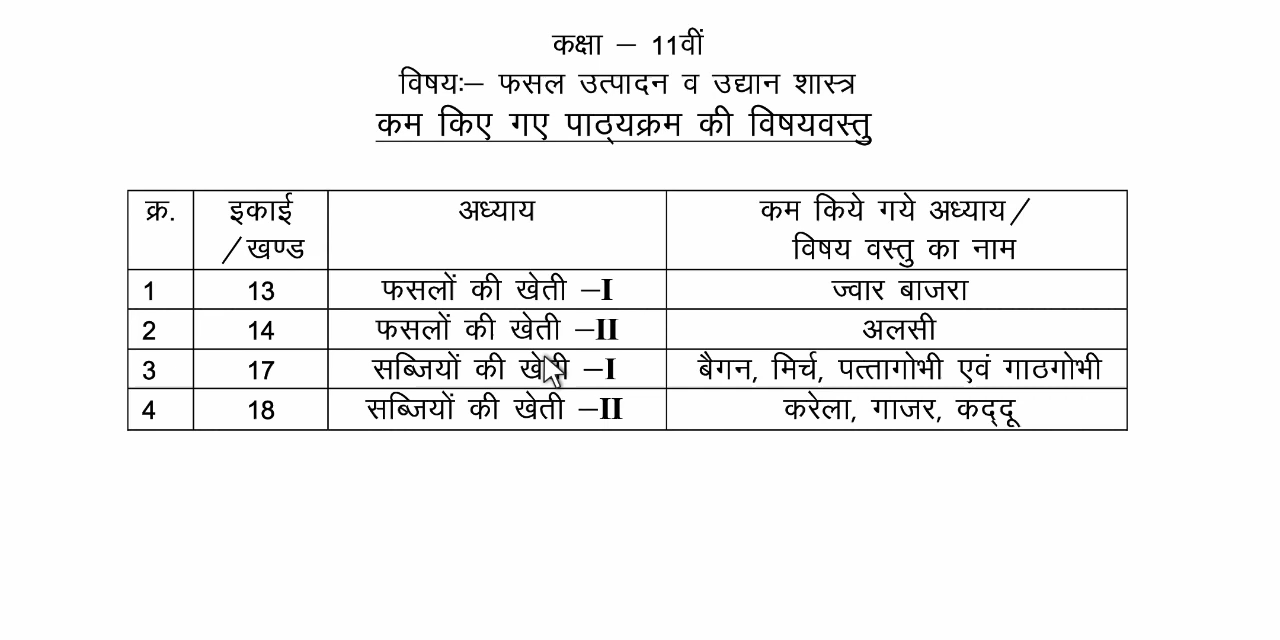 कक्षा – 11वीं
विषयः– फसल उत्पादन व उद्यान शास्त्र
कम किए गए पाठ्यक्रम की विषयवस्तु
क्र. इकाई /खण्ड अध्याय कम किये गये अध्याय/ विषय वस्तु का नाम
1 13 फसलों की खेती –I ज्वार बाजरा
2 14 फसलों की खेती –II अलसी
3 17 सब्जियों की खेती –I बैगन, मिर्च, पत्तागोभी एवं गाठगोभी
4 18 सब्जियों की खेती –II करेला, गाजर, कद्दू